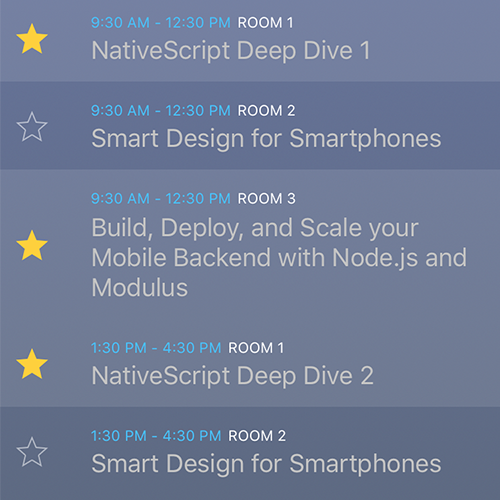 9:30 AM - 12:30 PM ROOM 1
NativeScript Deep Dive 1
9:30 AM - 12:30 PM ROOM 2
Smart Design for Smartphones
9:30 AM - 12:30 PM ROOM 3
Build, Deploy, and Scale your
Mobile Backend with Node.js and
Modulus
1:30 PM - 4:30 PM ROOM 1
NativeScript Deep Dive 2
1:30 PM - 4:30 PM ROOM 2
Smart Design for Smartphones